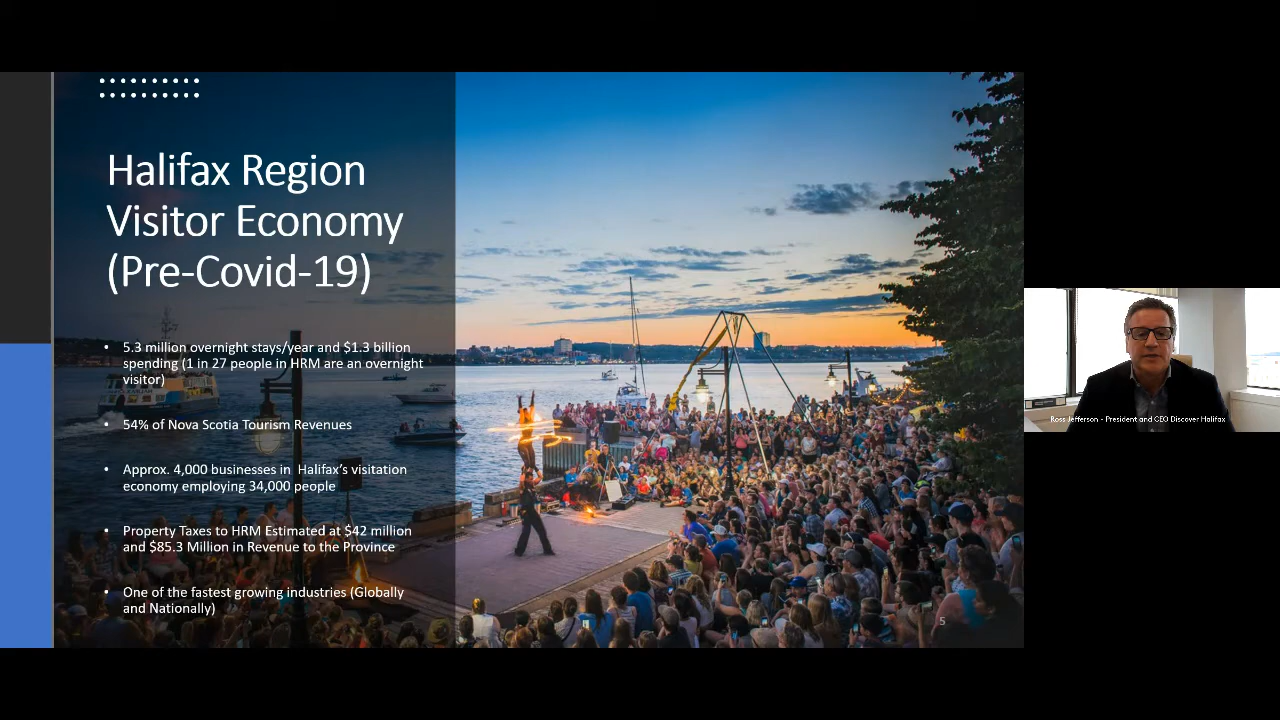 Halifax Region
Visitor Economy
(Pre-Covid-19)
• 5.3 million overnight stays/year and $1.3 billion
spending (1 in 27 people in HRM are an overnight
visitor)
• 54% of Nova Scotia Tourism Revenues
• Approx. 4,000 businesses in Halifax's visitation
economy employing 34,000 people
• Property Taxes to HRM Estimated at $42 million
and $85.3 Million in Revenue to the Province
• One of the fastest growing industries (Globally
and Nationally)
5
Ross Jefferson - President and CEO Discover Halifax